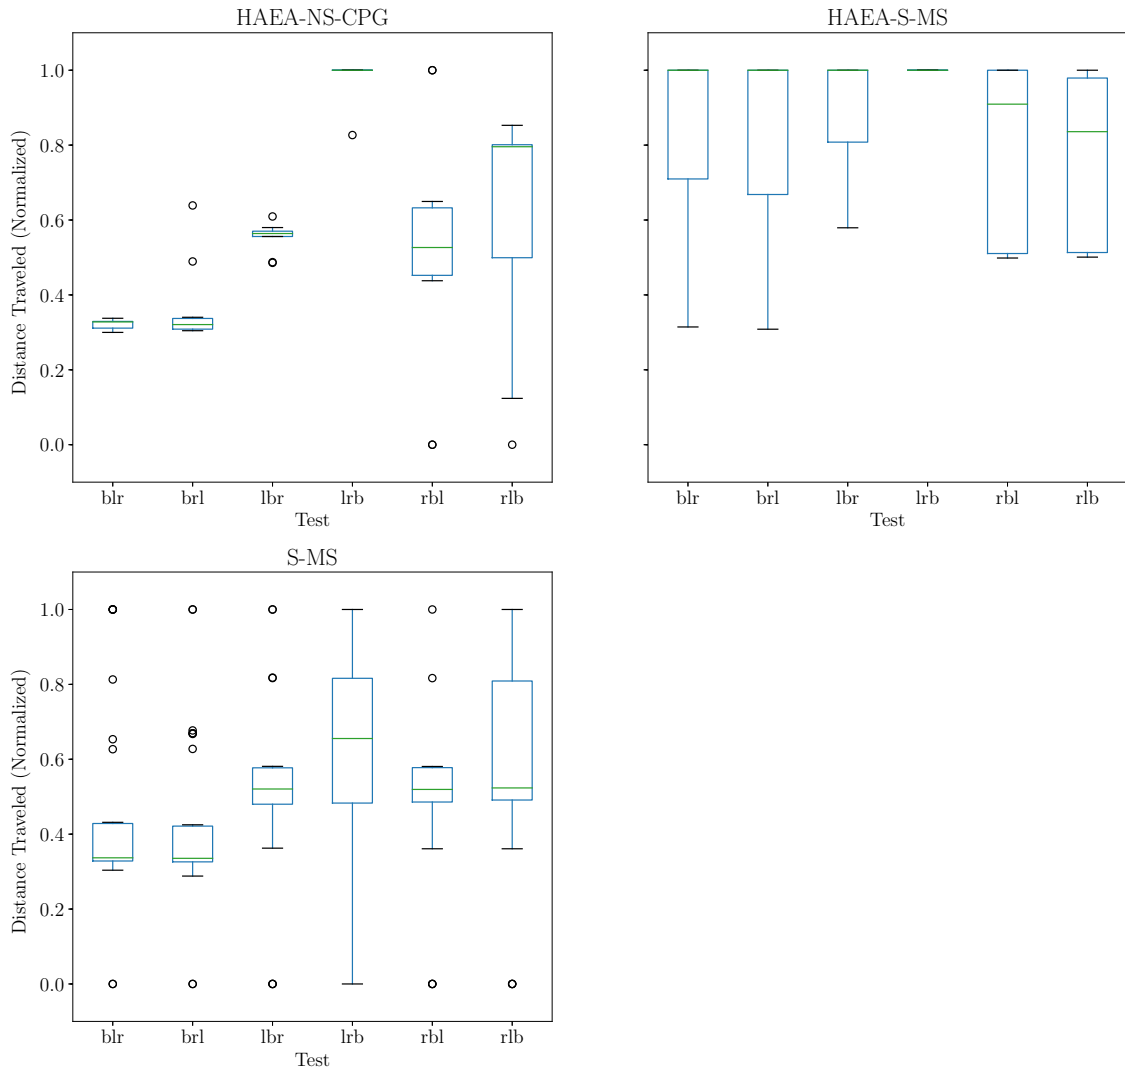 HAEA-NS-CPG
Distance Traveled (Normalized)
1.0
0.8
0.6
0.4
0.2
0.0
blr brl lbr lrb rbl rlb
Test
HAEA-S-MS
blr brl lbr lrb rbl rlb
Test
S-MS
Distance Traveled (Normalized)
1.0
0.8
0.6
0.4
0.2
0.0
blr brl lbr lrb rbl rlb
Test